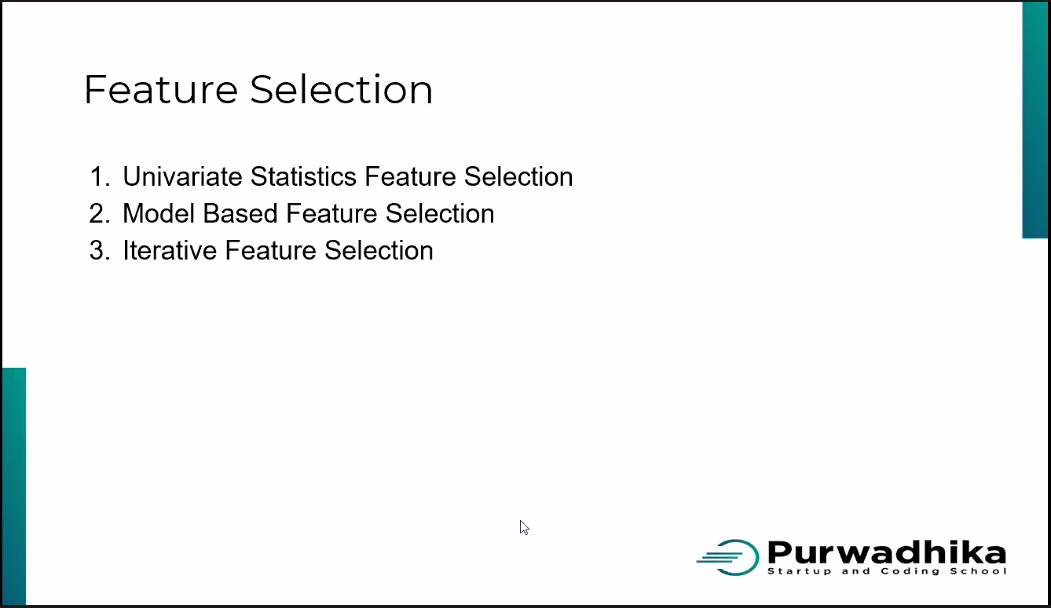 Feature Selection
1. Univariate Statistics Feature Selection
2. Model Based Feature Selection
3. Iterative Feature Selection
Purwadhika
Startup and Coding School